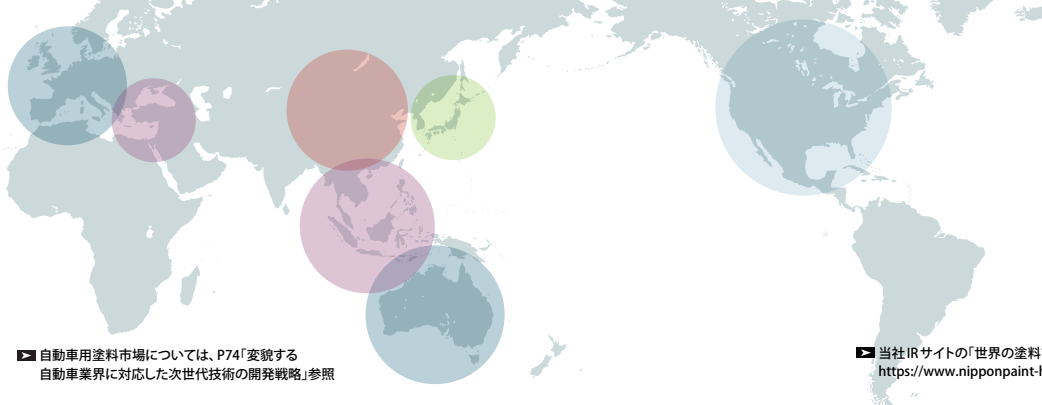 自動車用塗料市場については、P74「変貌する
自動車業界に対応した次世代技術の開発戦略」参照
当社IRサイトの「世界の塗料
https://www.nipponpaint-h